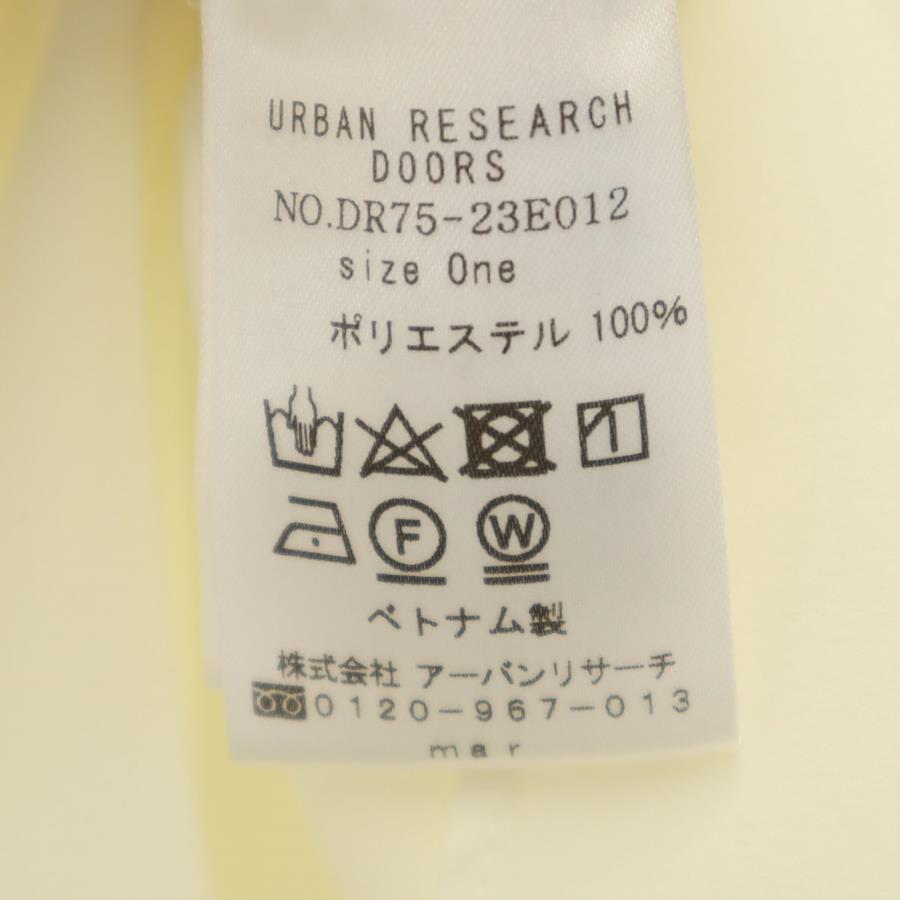 URBAN RESEARCH
DOORS
NO.DR75-23E012
size One
ポリエステル 100%
F W
ベトナム製
株式会社 アーバンリサーチ
0120-967-013
mar